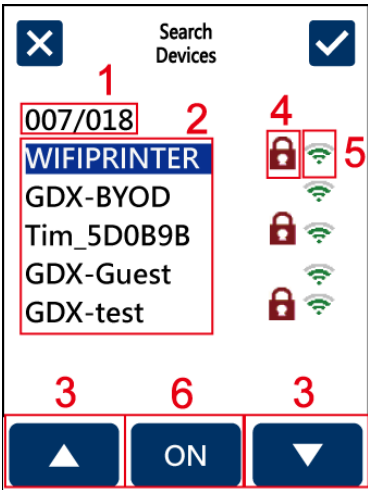 Search
Devices
1
007/018
2
4
WIFIPRINTER
5
GDX-BYOD
Tim_5D0B9B
GDX-Guest
GDX-test
3 6 3
ON